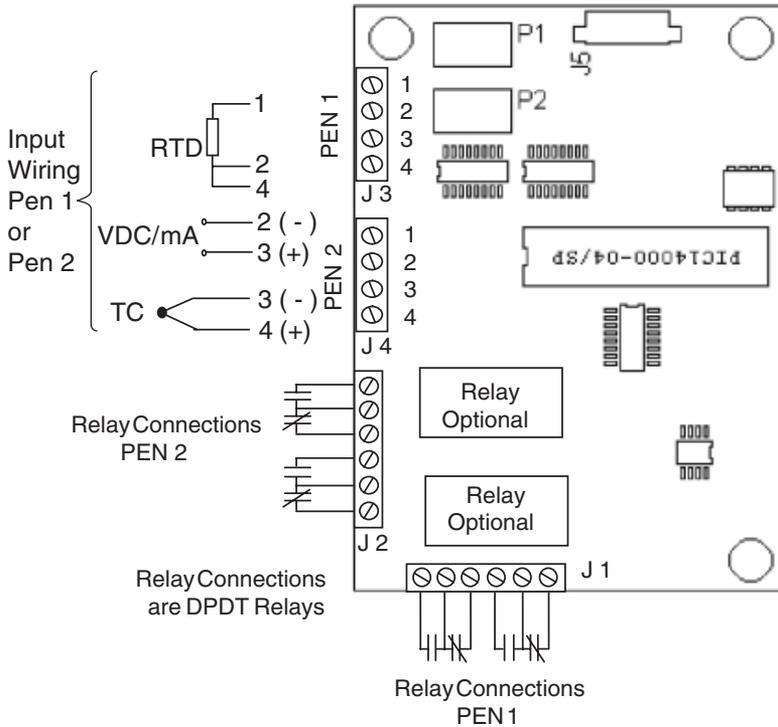 P1
J5
P2
PEN 1
1
2
3
4
J 3
Input
Wiring
Pen 1
or
Pen 2
RTD
1
2
4
VDC/mA
2 ( - )
3 (+)
TC
3 ( - )
4 (+)
PEN 2
1
2
3
4
J 4
PIC14000-04/SP
Relay Connections
PEN 2
J 2
Relay
Optional
Relay
Optional
Relay Connections
are DPDT Relays
J 1
Relay Connections
PEN 1